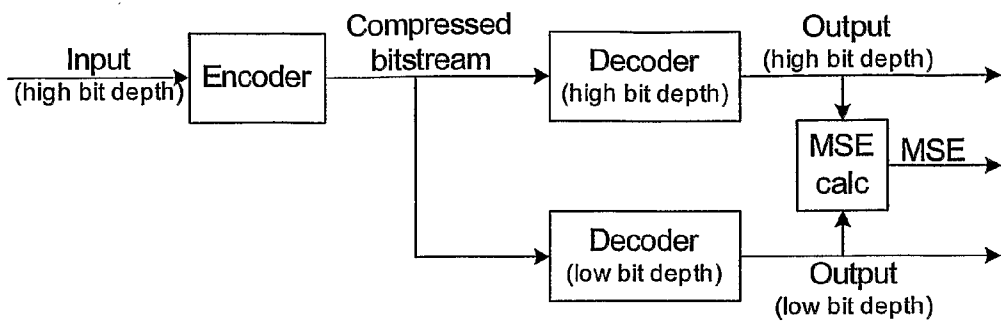 Input
(high bit depth)
Encoder
Compressed
bitstream
Decoder
(high bit depth)
Output
(high bit depth)
MSE
calc
MSE
Decoder
(low bit depth)
Output
(low bit depth)